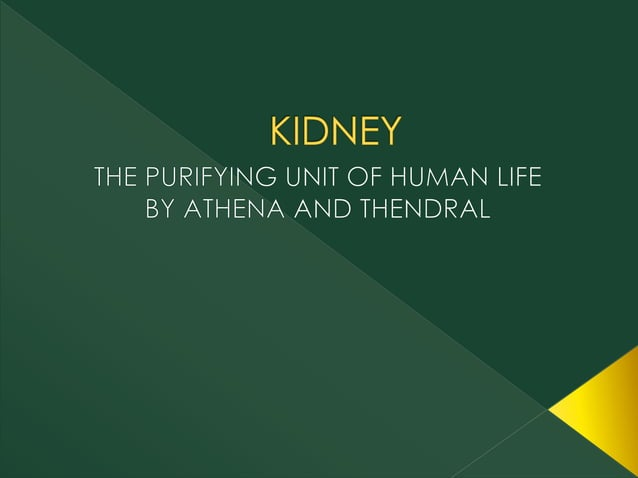 KIDNEY
THE PURIFYING UNIT OF HUMAN LIFE
BY ATHENA AND THENDRAL